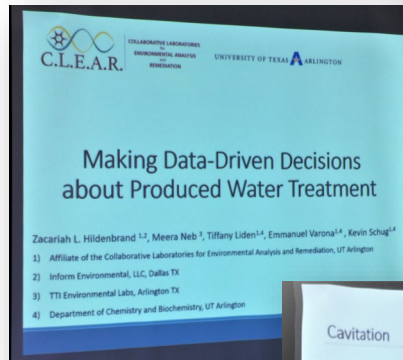 C.L.E.A.R.
COLLABORATIVE LABORATORIES
for
ENVIRONMENTAL ANALYSIS
and
REMEDIATION
UNIVERSITY OF TEXAS A ARLINGTON
Making Data-Driven Decisions
about Produced Water Treatment
Zacariah L. Hildenbrand 1,2, Meera Neb 3, Tiffany Liden1,4, Emmanuel Varona1,4 , Kevin Schug1,4
1) Affiliate of the Collaborative Laboratories for Environmental Analysis and Remediation, UT Arlington
2) Inform Environmental, LLC, Dallas TX
3) TTI Environmental Labs, Arlington TX
4) Department of Chemistry and Biochemistry, UT Arlington
Cavitation